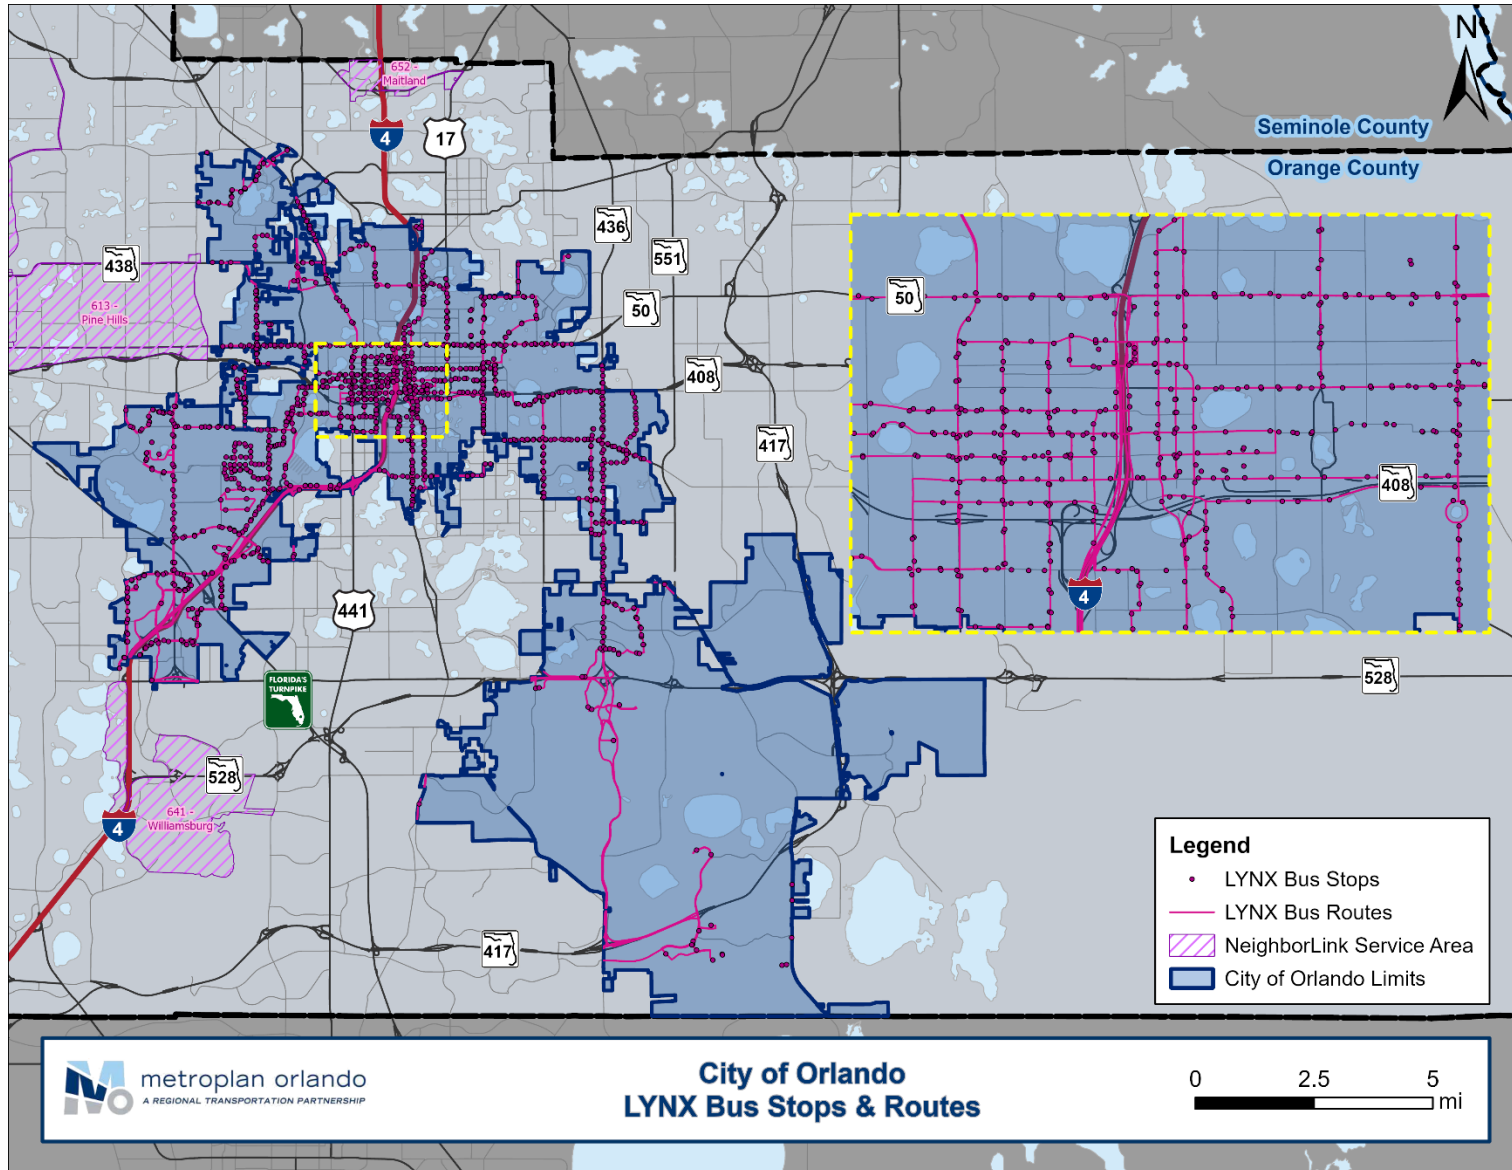 652 -
Maitland
N
17
4
Seminole County
Orange County
436
438
551
50
50
613 -
Pine Hills
408
417
408
4
441
FLORIDA'S
TURNPIKE
528
528
641 -
Williamsburg
4
417
Legend
LYNX Bus Stops
LYNX Bus Routes
NeighborLink Service Area
City of Orlando Limits
metroplan orlando
A REGIONAL TRANSPORTATION PARTNERSHIP
City of Orlando
LYNX Bus Stops & Routes
0 2.5 5
mi